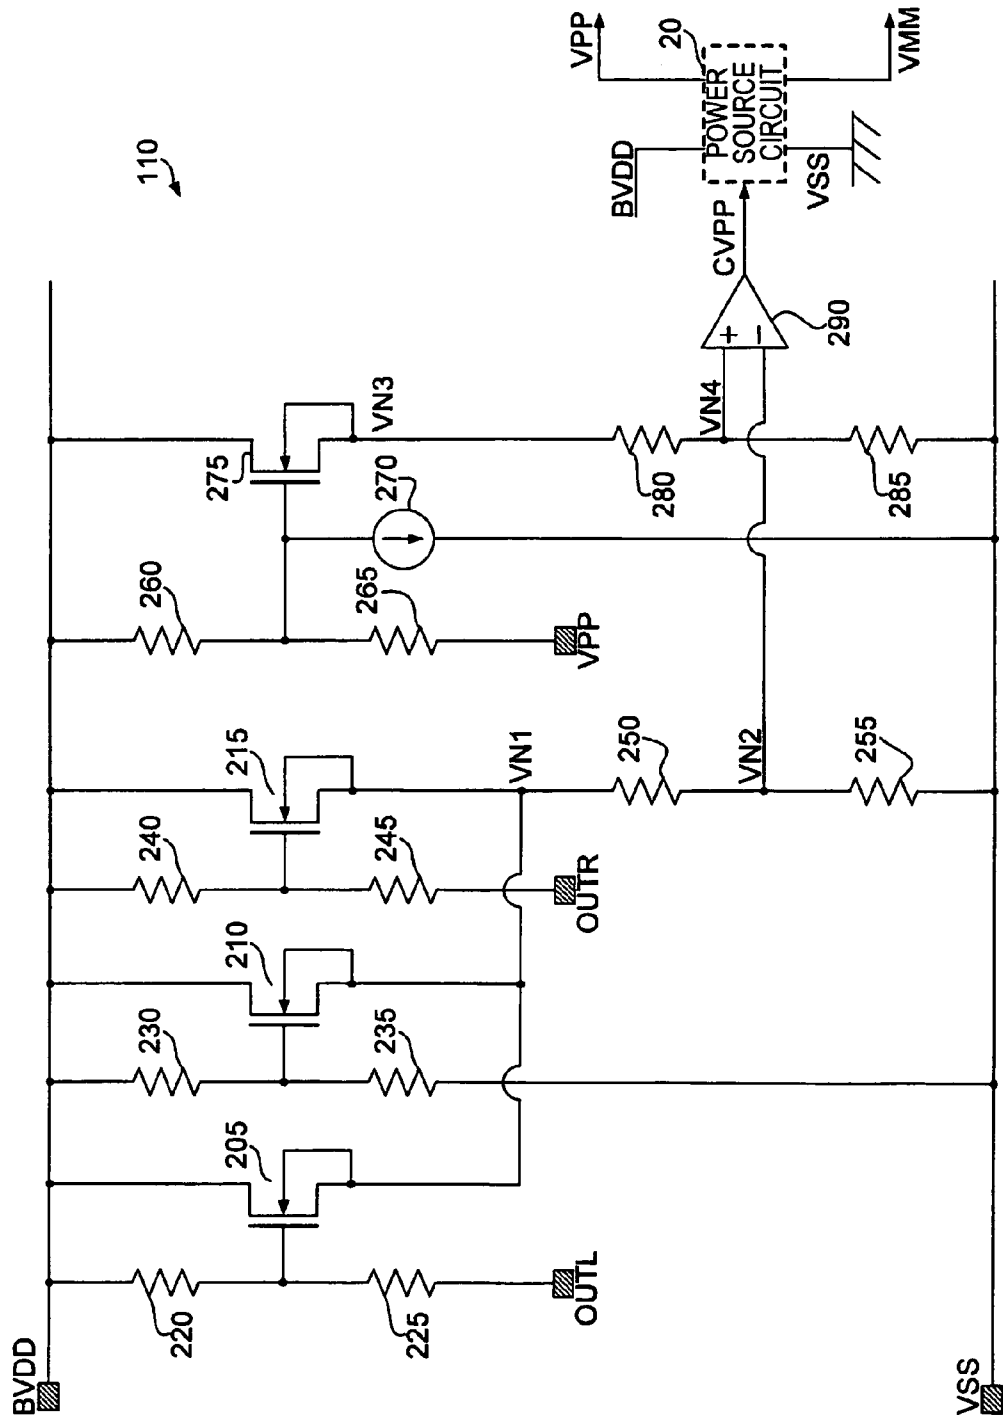 110
BVDD
220
225
OUTL
205
230
235
210
240
245
OUTR
215
VN1
250
VN2
255
260
265
VPP
270
275
VN3
280
VN4
285
+
−
290
CVPP
BVDD
VPP
20
POWER
SOURCE
CIRCUIT
VSS
VMM
VSS